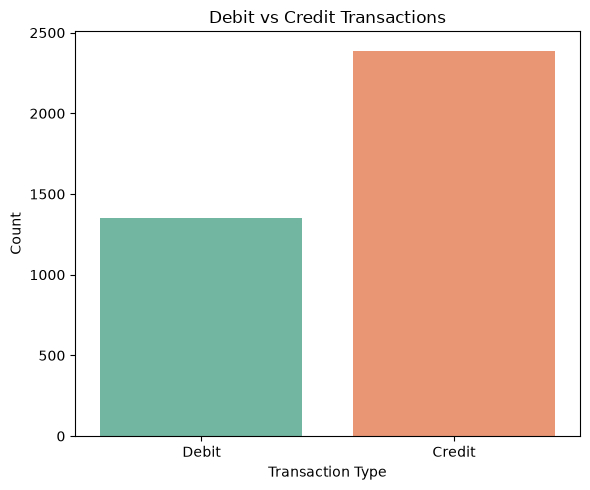 Debit vs Credit Transactions
2500
2000
1500
1000
500
0
Count
Debit
Credit
Transaction Type